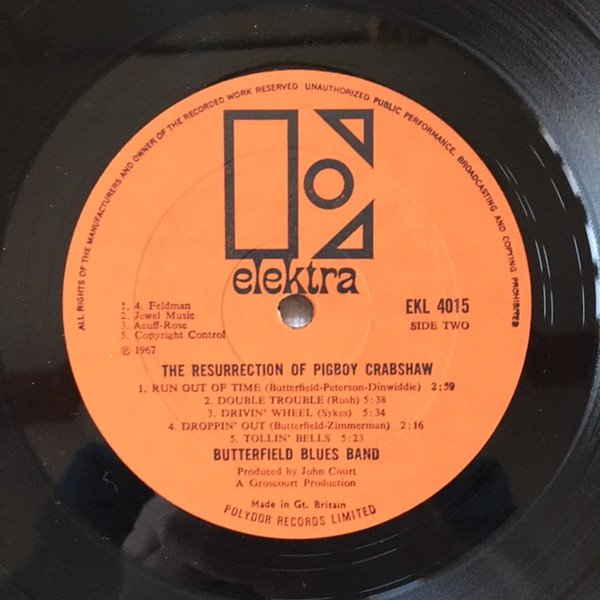 ALL RIGHTS OF THE MANUFACTURERS AND OWNER OF THE RECORDED WORK RESERVED UNAUTHORIZED PUBLIC PERFORMANCE, BROADCASTING AND COPYING PROHIBITED
elektra
1, 4. Feldman
2. Jewel Music
3. Acuff-Rose
5. Copyright Control
℗ 1967
EKL 4015
SIDE TWO
THE RESURRECTION OF PIGBOY CRABSHAW
1. RUN OUT OF TIME (Butterfield-Peterson-Dinwiddie) 2:59
2. DOUBLE TROUBLE (Rush) 5:38
3. DRIVIN' WHEEL (Sykes) 5:34
4. DROPPIN' OUT (Butterfield-Zimmerman) 2:16
5. TOLLIN' BELLS 5:23
BUTTERFIELD BLUES BAND
Produced by John Court
A Groscourt Production
Made in Gt. Britain
POLYDOR RECORDS LIMITED